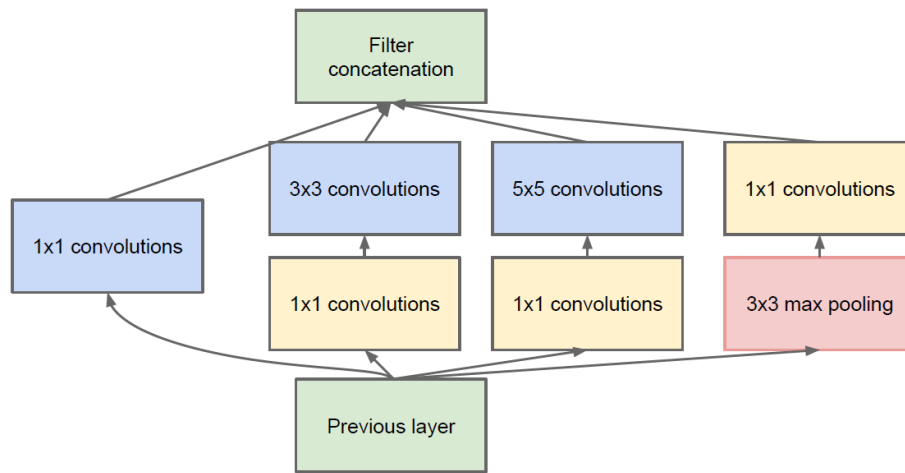 Filter
concatenation
3x3 convolutions
5x5 convolutions
1x1 convolutions
1x1 convolutions
1x1 convolutions
1x1 convolutions
3x3 max pooling
Previous layer